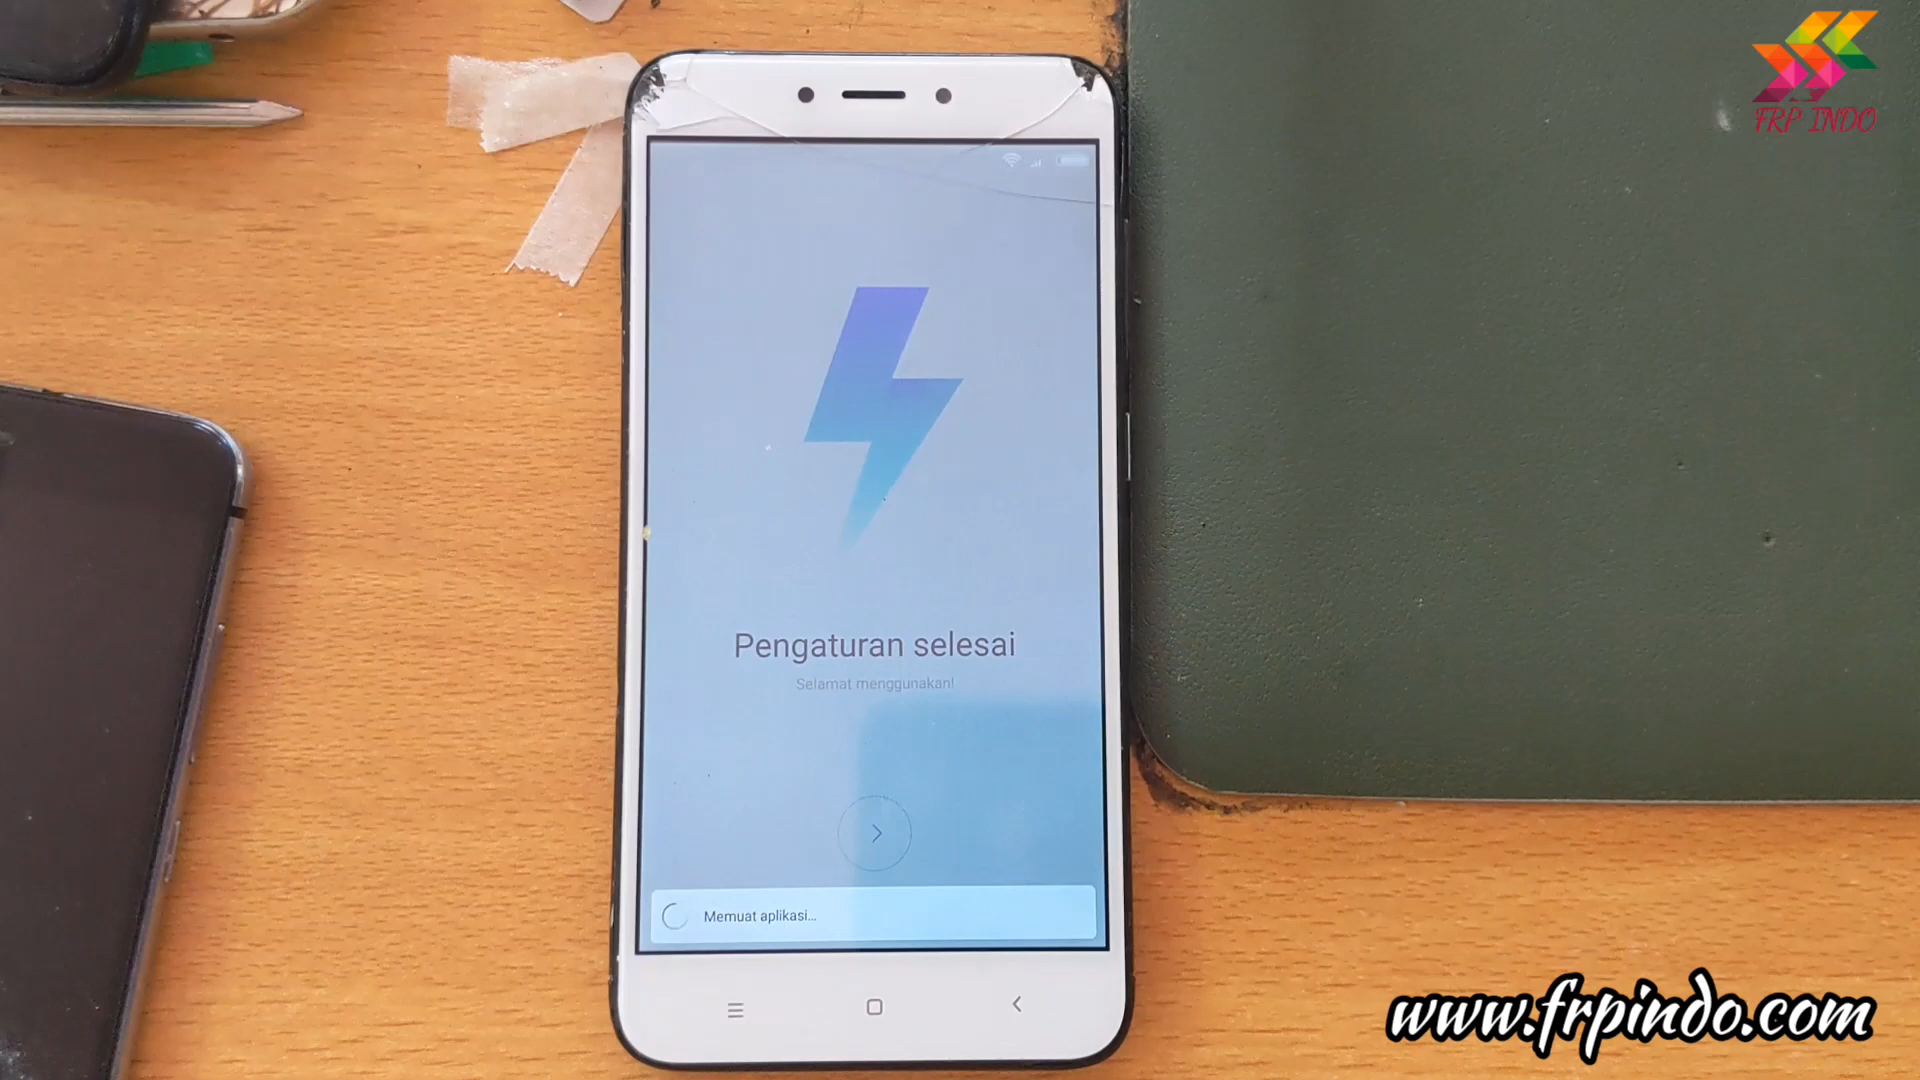 FRP INDO
Pengaturan selesai
Selamat menggunakan!
Memuat aplikasi...
www.frpindo.com